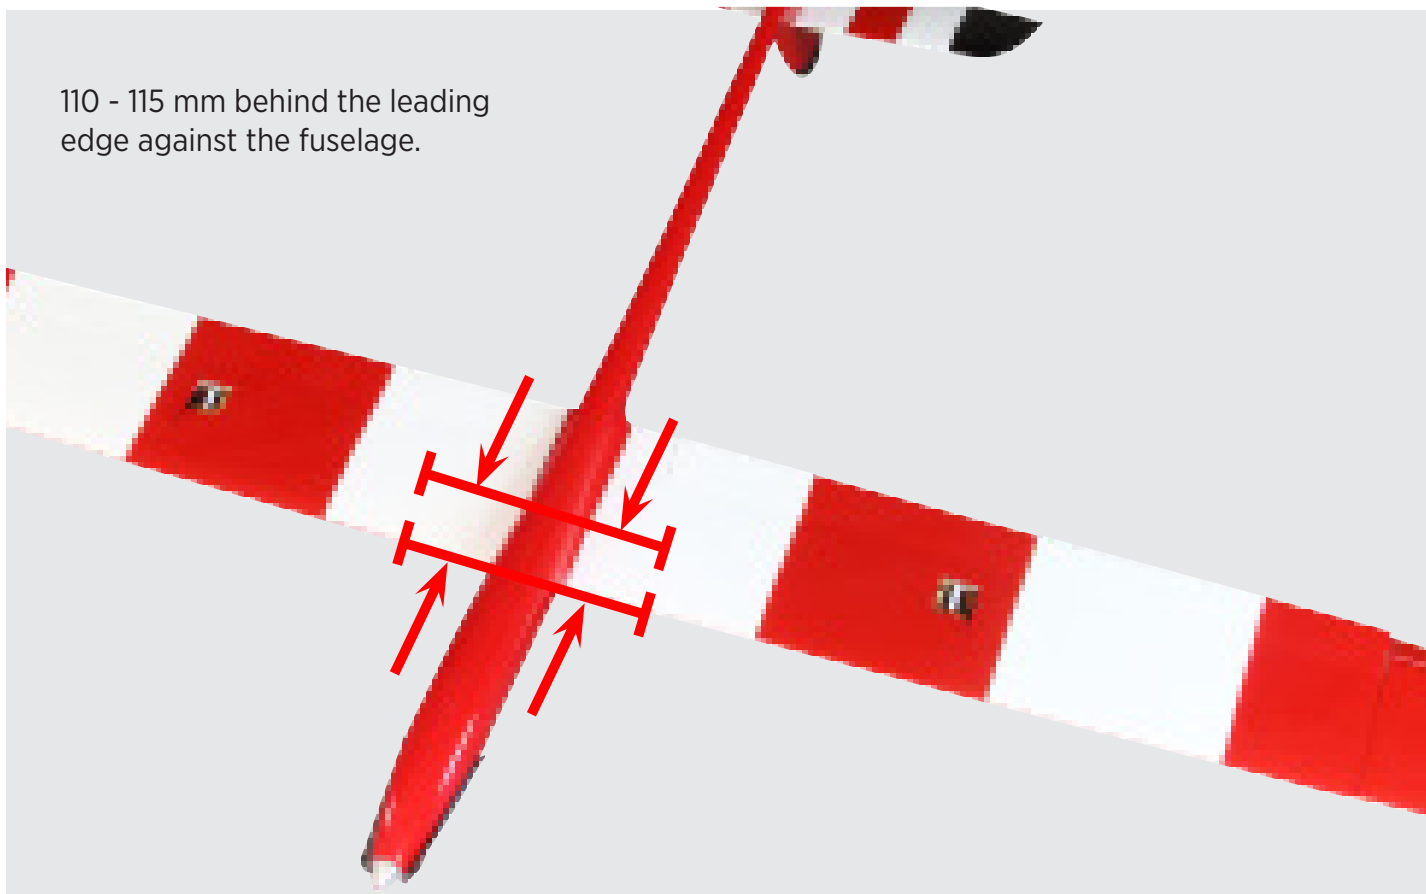 110 - 115 mm behind the leading
edge against the fuselage.